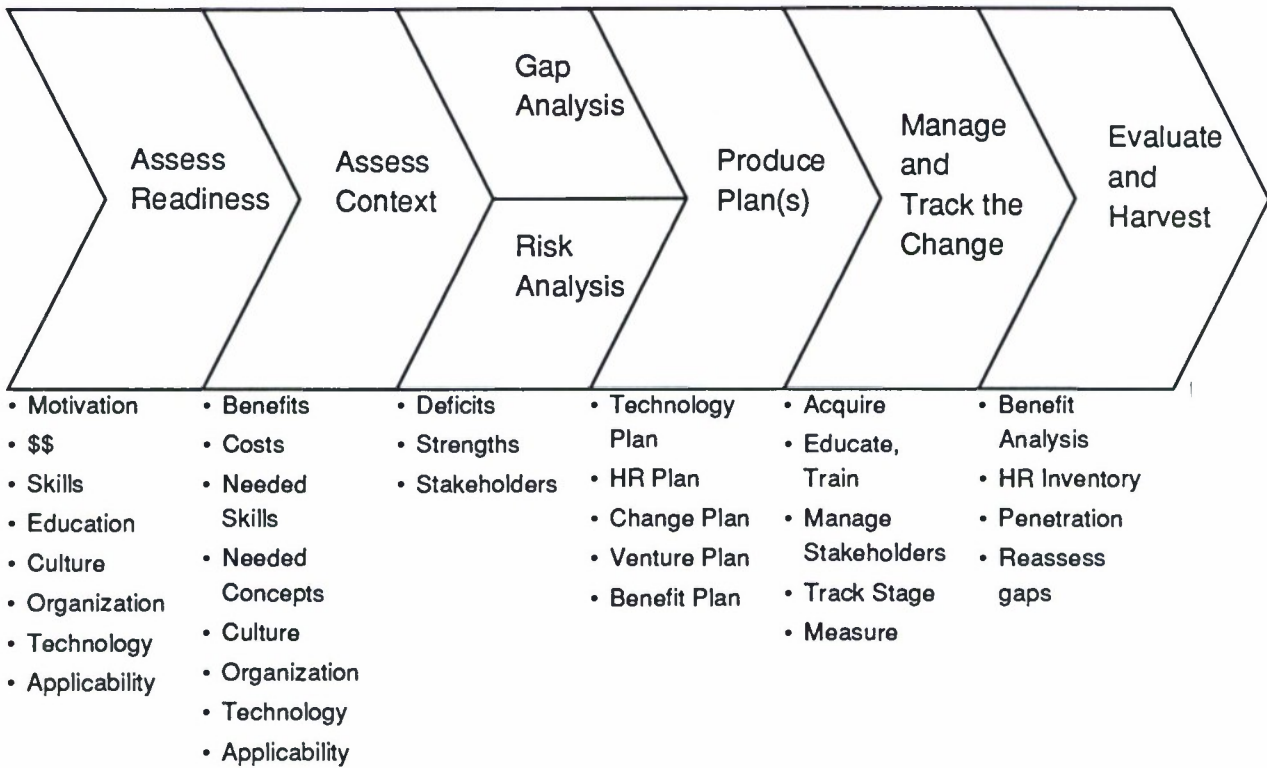 Assess
Readiness
Assess
Context
Gap
Analysis
Risk
Analysis
Produce
Plan(s)
Manage
and
Track the
Change
Evaluate
and
Harvest
• Motivation
• $$
• Skills
• Education
• Culture
• Organization
• Technology
• Applicability
• Benefits
• Costs
• Needed
Skills
• Needed
Concepts
• Culture
• Organization
• Technology
• Applicability
• Deficits
• Strengths
• Stakeholders
• Technology
Plan
• HR Plan
• Change Plan
• Venture Plan
• Benefit Plan
• Acquire
• Educate,
Train
• Manage
Stakeholders
• Track Stage
• Measure
• Benefit
Analysis
• HR Inventory
• Penetration
• Reassess
gaps